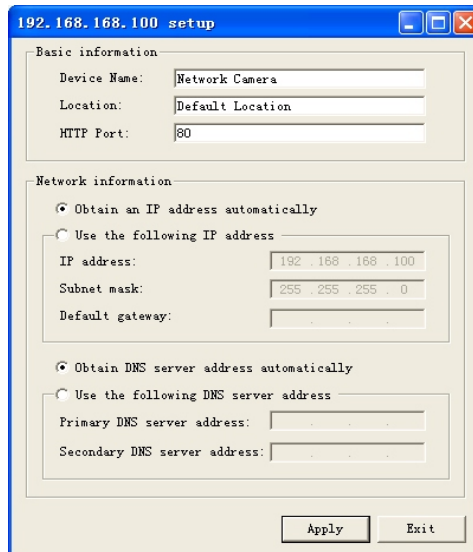 192.168.168.100 setup
Basic information
Device Name: Network Camera
Location: Default Location
HTTP Port: 80
Network information
Obtain an IP address automatically
Use the following IP address
IP address: 192 . 168 . 168 . 100
Subnet mask: 255 . 255 . 255 . 0
Default gateway: . . .
Obtain DNS server address automatically
Use the following DNS server address
Primary DNS server address: . . .
Secondary DNS server address: . . .
Apply Exit